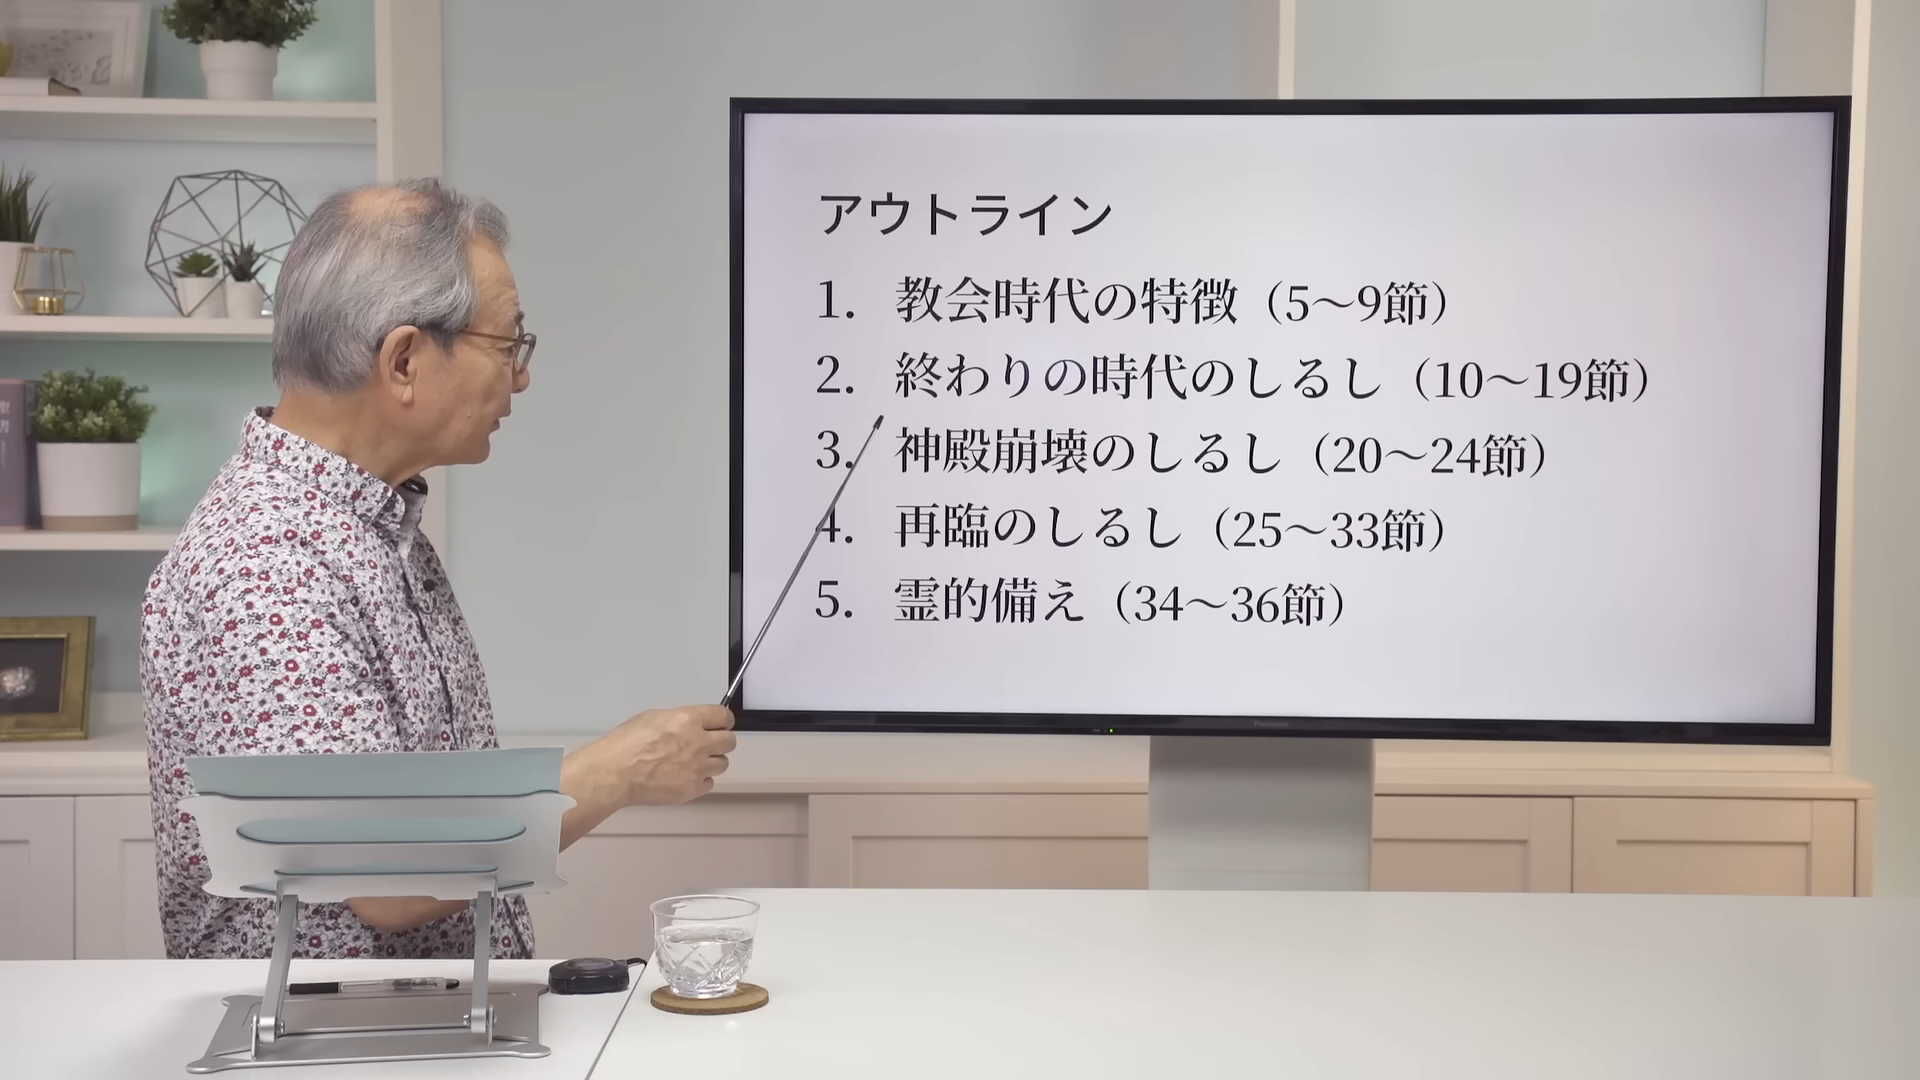 アウトライン
1. 教会時代の特徴（5〜9節）
2. 終わりの時代のしるし（10〜19節）
3. 神殿崩壊のしるし（20〜24節）
4. 再臨のしるし（25〜33節）
5. 霊的備え（34〜36節）
Panasonic